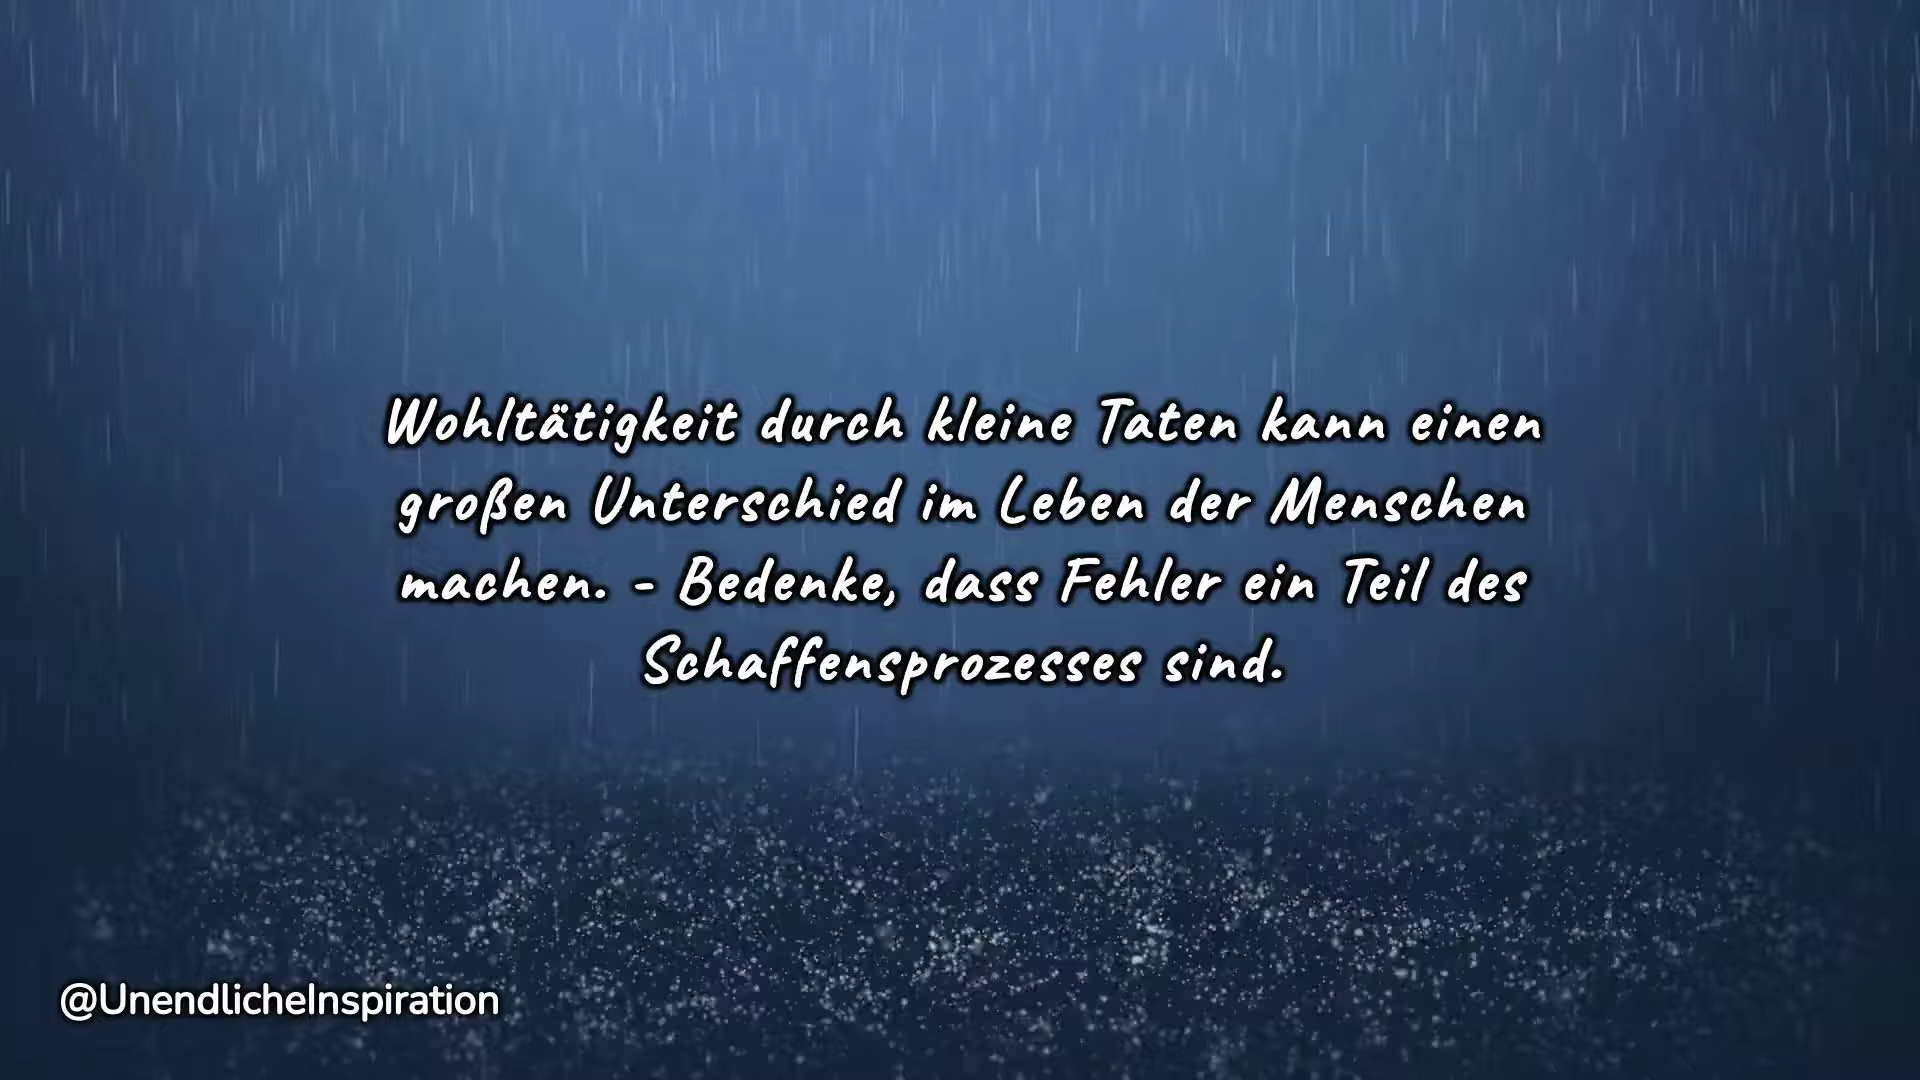 Wohltätigkeit durch kleine Taten kann einen
großen Unterschied im Leben der Menschen
machen. - Bedenke, dass Fehler ein Teil des
Schaffensprozesses sind.
@UnendlicheInspiration